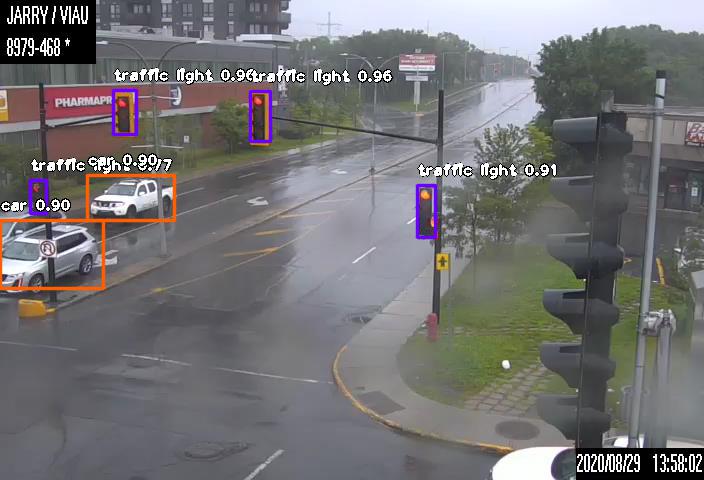 JARRY / VIAU
8979-468 *
traffic light 0.96
traffic light 0.96
PHARMAPR
traffic light 0.77
car 0.90
traffic light 0.91
car 0.90
2020/08/29 13:58:02